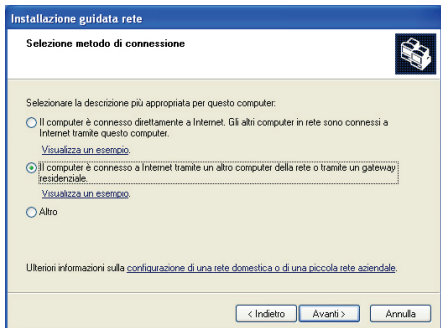 Installazione guidata rete
Selezione metodo di connessione
Selezionare la descrizione più appropriata per questo computer:
Il computer è connesso direttamente a Internet. Gli altri computer in rete sono connessi a
Internet tramite questo computer.
Visualizza un esempio.
Il computer è connesso a Internet tramite un altro computer della rete o tramite un gateway
residenziale.
Visualizza un esempio.
Altro
Ulteriori informazioni sulla configurazione di una rete domestica o di una piccola rete aziendale.
< Indietro
Avanti >
Annulla